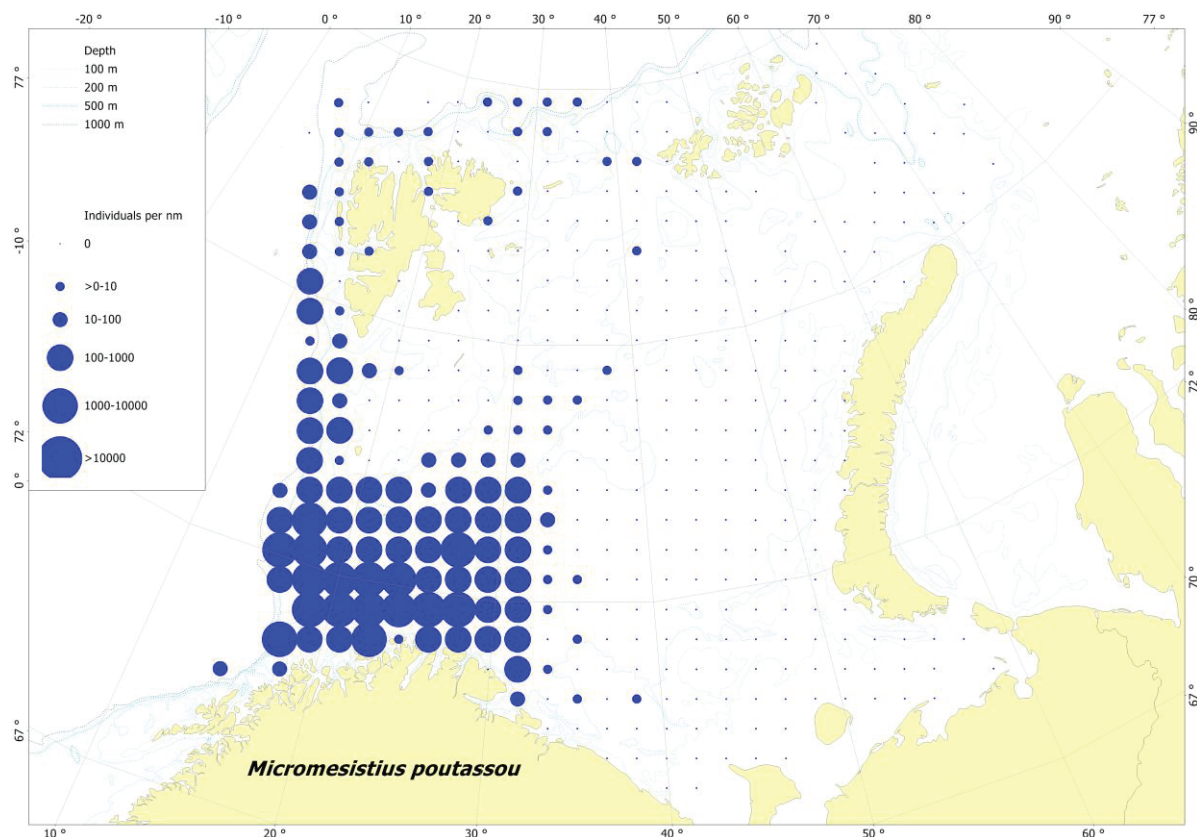 -20 ° -10 ° 0 ° 10 ° 20 ° 30 ° 40 ° 50 ° 60 ° 70 ° 80 ° 90 ° 77 °
Depth
100 m
200 m
500 m
1000 m
77 °
90 °
Individuals per nm
0
-10 °
>0-10
10-100
80 °
100-1000
72 °
1000-10000
72 °
>10000
0 °
70 °
67 °
67 °
Micromesistius poutassou
10 ° 20 ° 30 ° 40 ° 50 ° 60 °